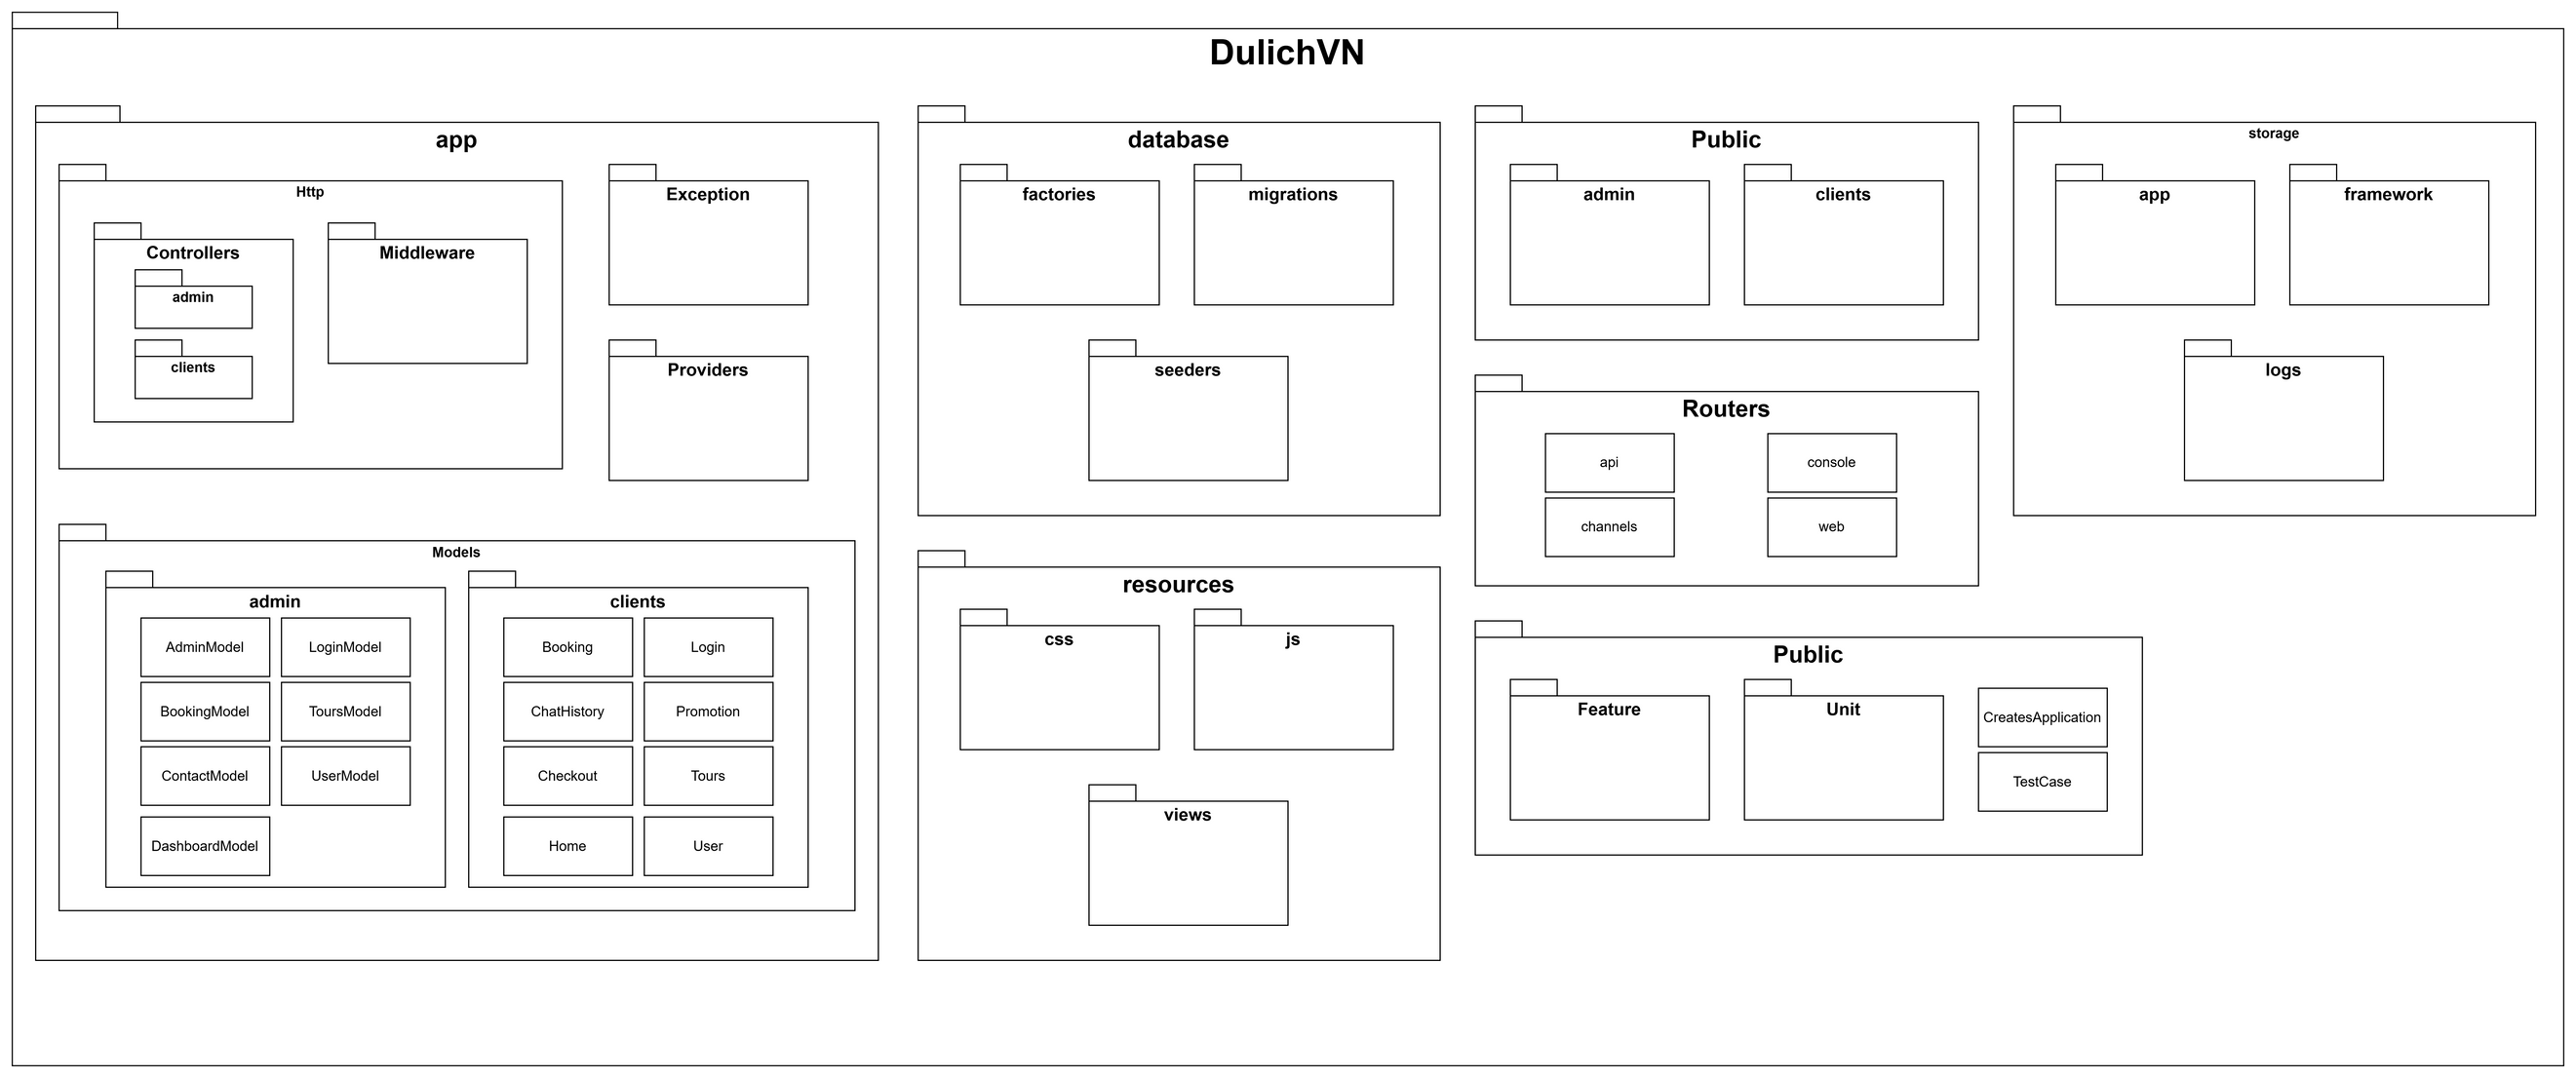 DulichVN
app
Http
Controllers
admin
clients
Middleware
Exception
Providers
Models
admin
AdminModel
LoginModel
BookingModel
ToursModel
ContactModel
UserModel
DashboardModel
clients
Booking
Login
ChatHistory
Promotion
Checkout
Tours
Home
User
database
factories
migrations
seeders
resources
css
js
views
Public
admin
clients
Routers
api
console
channels
web
Public
Feature
Unit
CreatesApplication
TestCase
storage
app
framework
logs